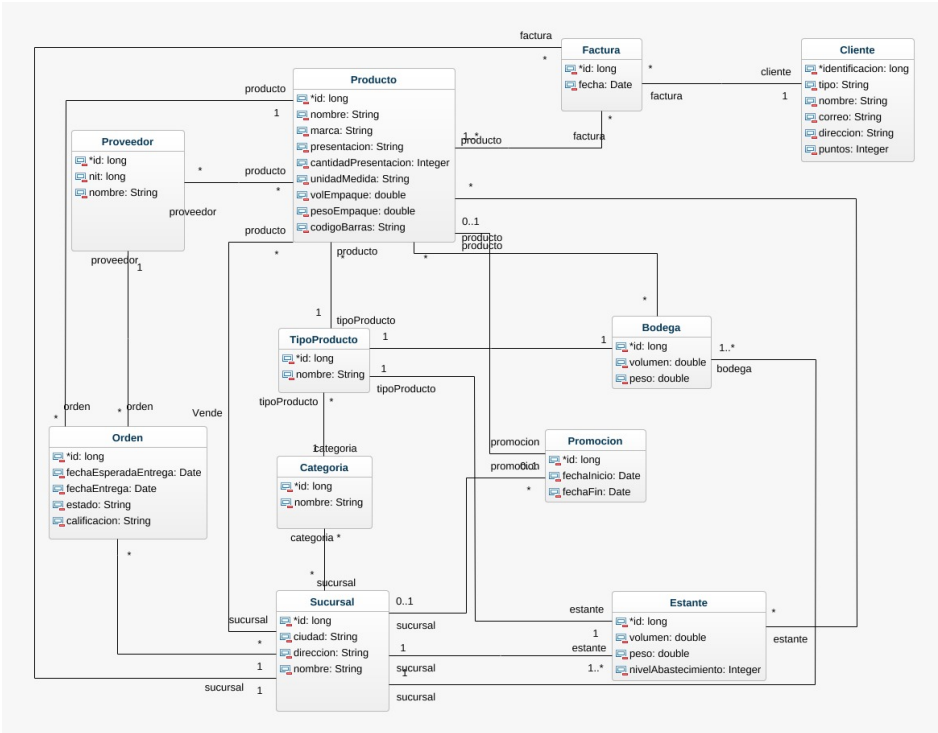 factura
*
Factura
*id: long
fecha: Date
*
factura
cliente
1
Cliente
*identificacion: long
tipo: String
nombre: String
correo: String
direccion: String
puntos: Integer
producto
1
Producto
*id: long
nombre: String
marca: String
presentacion: String
cantidadPresentacion: Integer
unidadMedida: String
volEmpaque: double
pesoEmpaque: double
codigoBarras: String
1..*
producto
*
factura
Proveedor
*id: long
nit: long
nombre: String
*
proveedor
producto
*
*
0..1
producto
producto
*
producto
*
producto
*
proveedor
1
1
tipoProducto
*
TipoProducto
*id: long
nombre: String
1
1
1
tipoProducto
Bodega
*id: long
volumen: double
peso: double
1..*
bodega
tipoProducto
*
orden
*
orden
*
Vende
Orden
*id: long
fechaEsperadaEntrega: Date
fechaEntrega: Date
estado: String
calificacion: String
*
1
categoria
Categoria
*id: long
nombre: String
categoria *
promocion
promocion
0..1
*
Promocion
*id: long
fechaInicio: Date
fechaFin: Date
*
sucursal
Sucursal
*id: long
ciudad: String
direccion: String
nombre: String
sucursal
*
1
sucursal
1
0..1
sucursal
1
sucursal
1
sucursal
estante
1
estante
1..*
Estante
*id: long
volumen: double
peso: double
nivelAbastecimiento: Integer
*
estante